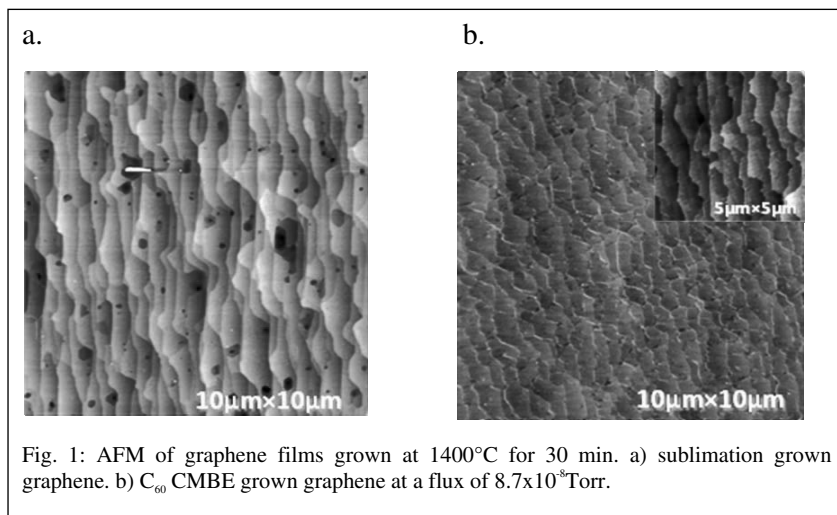 a.
b.
5µm×5µm
10µm×10µm
10µm×10µm
Fig. 1: AFM of graphene films grown at 1400°C for 30 min. a) sublimation grown
graphene. b) C₆₀ CMBE grown graphene at a flux of 8.7x10⁻⁸Torr.